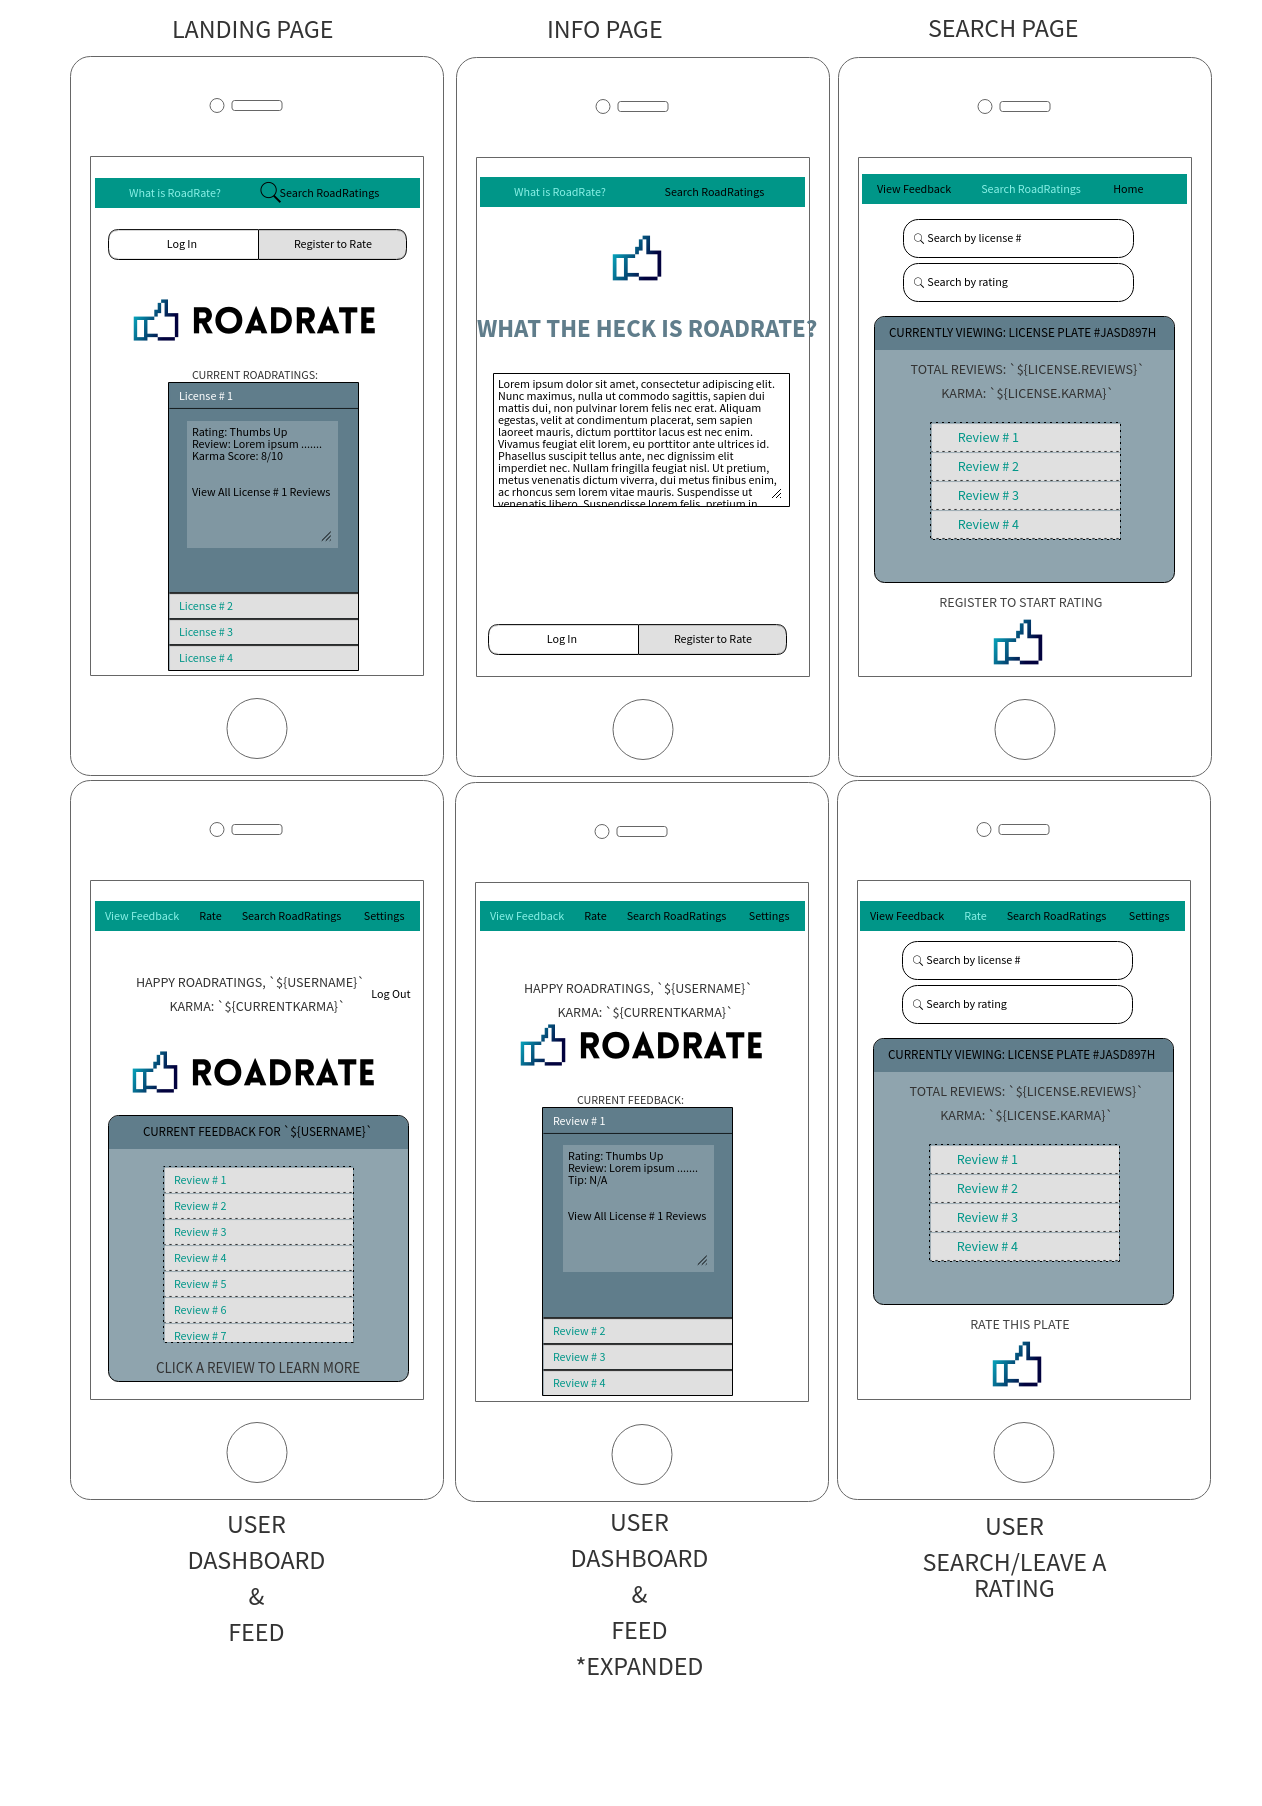 LANDING PAGE
What is RoadRate? Search RoadRatings
Log In Register to Rate
ROADRATE
CURRENT ROADRATINGS:
License # 1
Rating: Thumbs Up
Review: Lorem ipsum .......
Karma Score: 8/10
View All License # 1 Reviews
License # 2
License # 3
License # 4
INFO PAGE
What is RoadRate? Search RoadRatings
WHAT THE HECK IS ROADRATE?
Lorem ipsum dolor sit amet, consectetur adipiscing elit.
Nunc maximus, nulla ut commodo sagittis, sapien dui
mattis dui, non pulvinar lorem felis nec erat. Aliquam
egestas, velit at condimentum placerat, sem sapien
laoreet mauris, dictum porttitor lacus est nec enim.
Vivamus feugiat elit lorem, eu porttitor ante ultrices id.
Phasellus suscipit tellus ante, nec dignissim elit
imperdiet nec. Nullam fringilla feugiat nisl. Ut pretium,
metus venenatis dictum viverra, dui metus finibus enim,
ac rhoncus sem lorem vitae mauris. Suspendisse ut
venenatis libero. Suspendisse lorem felis, pretium in
Log In Register to Rate
SEARCH PAGE
View Feedback Search RoadRatings Home
Search by license #
Search by rating
CURRENTLY VIEWING: LICENSE PLATE #JASD897H
TOTAL REVIEWS: `${LICENSE.REVIEWS}`
KARMA: `${LICENSE.KARMA}`
Review # 1
Review # 2
Review # 3
Review # 4
REGISTER TO START RATING
View Feedback Rate Search RoadRatings Settings
HAPPY ROADRATINGS, `${USERNAME}`
KARMA: `${CURRENTKARMA}`
Log Out
ROADRATE
CURRENT FEEDBACK FOR `${USERNAME}`
Review # 1
Review # 2
Review # 3
Review # 4
Review # 5
Review # 6
Review # 7
CLICK A REVIEW TO LEARN MORE
USER
DASHBOARD
&
FEED
View Feedback Rate Search RoadRatings Settings
HAPPY ROADRATINGS, `${USERNAME}`
KARMA: `${CURRENTKARMA}`
ROADRATE
CURRENT FEEDBACK:
Review # 1
Rating: Thumbs Up
Review: Lorem ipsum .......
Tip: N/A
View All License # 1 Reviews
Review # 2
Review # 3
Review # 4
USER
DASHBOARD
&
FEED
*EXPANDED
View Feedback Rate Search RoadRatings Settings
Search by license #
Search by rating
CURRENTLY VIEWING: LICENSE PLATE #JASD897H
TOTAL REVIEWS: `${LICENSE.REVIEWS}`
KARMA: `${LICENSE.KARMA}`
Review # 1
Review # 2
Review # 3
Review # 4
RATE THIS PLATE
USER
SEARCH/LEAVE A
RATING